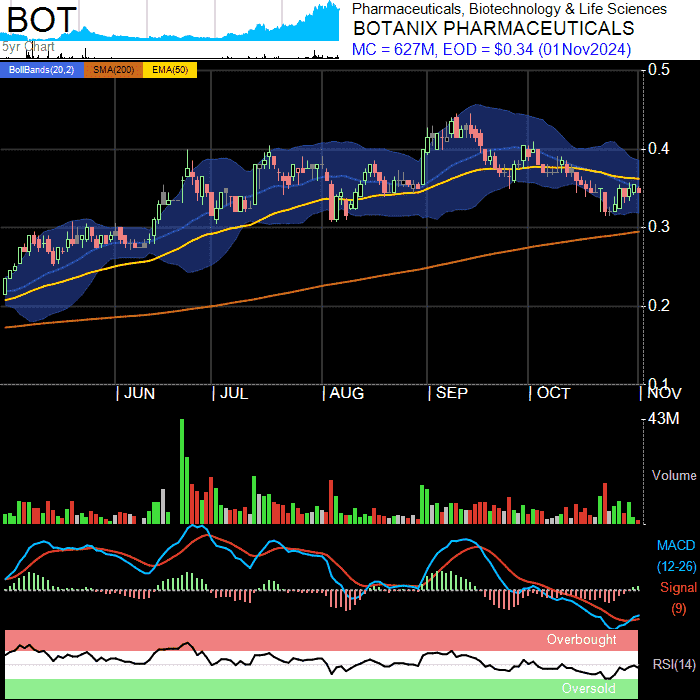 BOT
5yr Chart
Pharmaceuticals, Biotechnology & Life Sciences
BOTANIX PHARMACEUTICALS
MC = 627M, EOD = $0.34 (01Nov2024)
BollBands(20,2) SMA(200) EMA(50)
0.5
0.4
0.3
0.2
0.1
| JUN | JUL | AUG | SEP | OCT | NOV
43M
Volume
MACD
(12-26)
Signal
(9)
Overbought
RSI(14)
Oversold